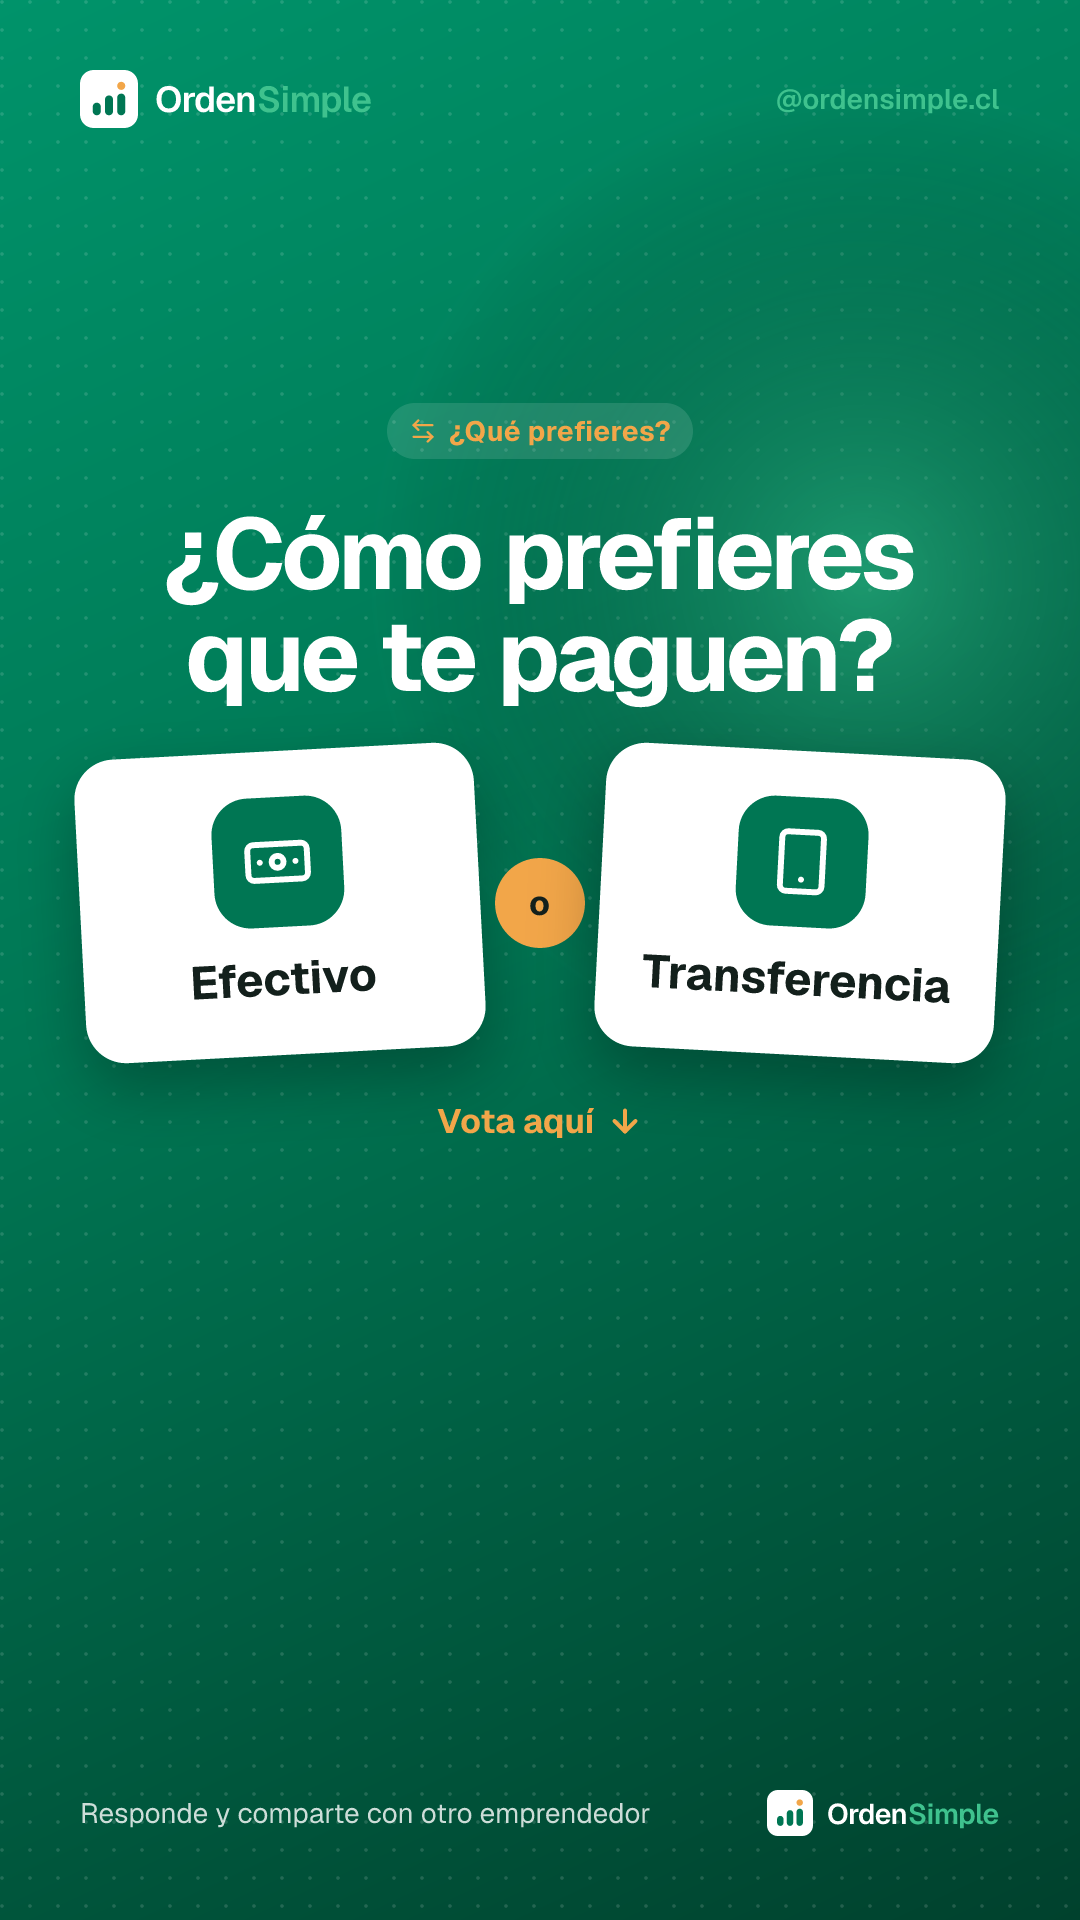 OrdenSimple
@ordensimple.cl
¿Qué prefieres?
¿Cómo prefieres
que te paguen?
Efectivo
o
Transferencia
Vota aquí
Responde y comparte con otro emprendedor
OrdenSimple